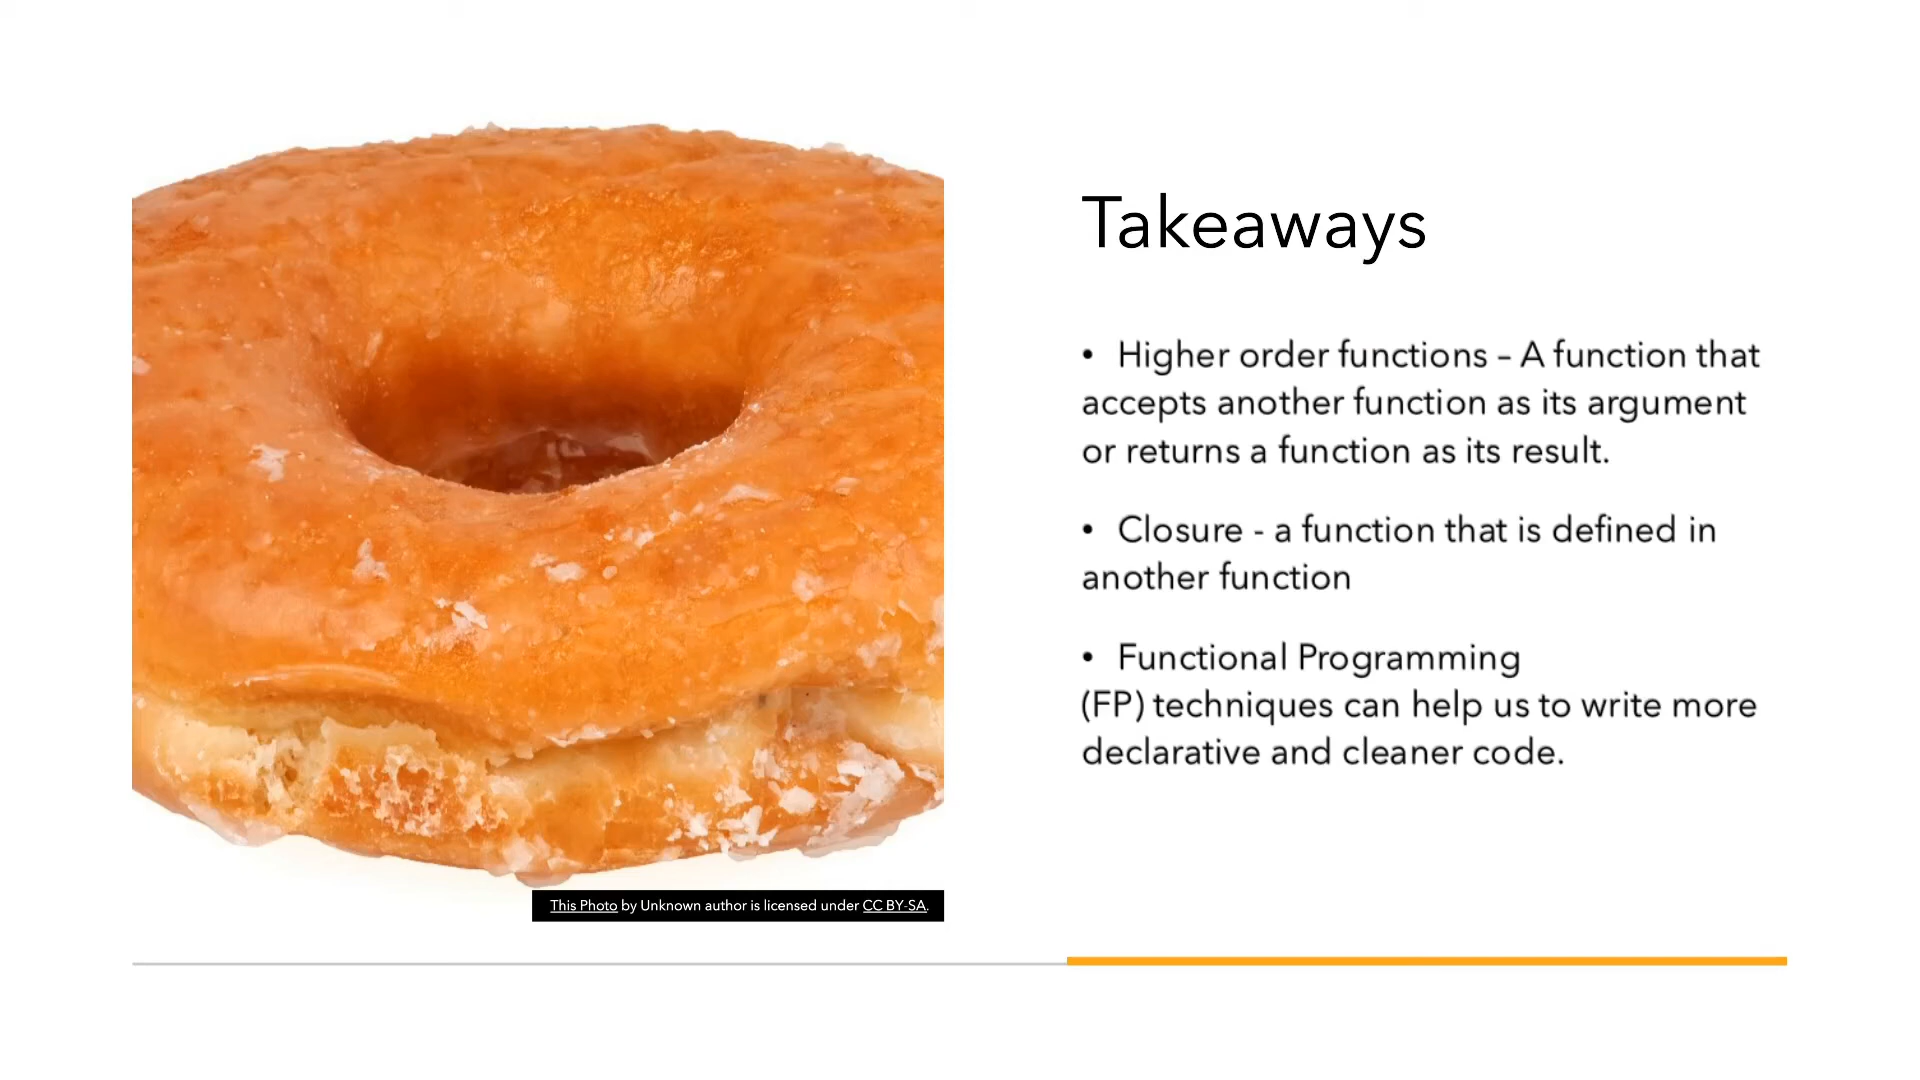 Takeaways
• Higher order functions – A function that
accepts another function as its argument
or returns a function as its result.
• Closure - a function that is defined in
another function
• Functional Programming
(FP) techniques can help us to write more
declarative and cleaner code.
This Photo by Unknown author is licensed under CC BY-SA.